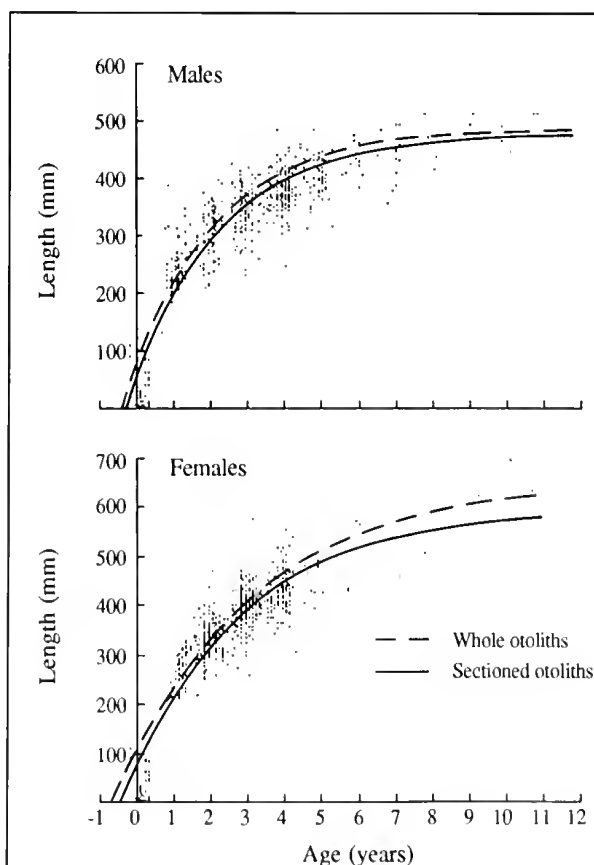 600
Males
500
400
300
200
100
Length (mm)
700
Females
600
500
400
300
200
100
0
Length (mm)
Whole otoliths
Sectioned otoliths
-1 0 1 2 3 4 5 6 7 8 9 10 11 12
Age (years)